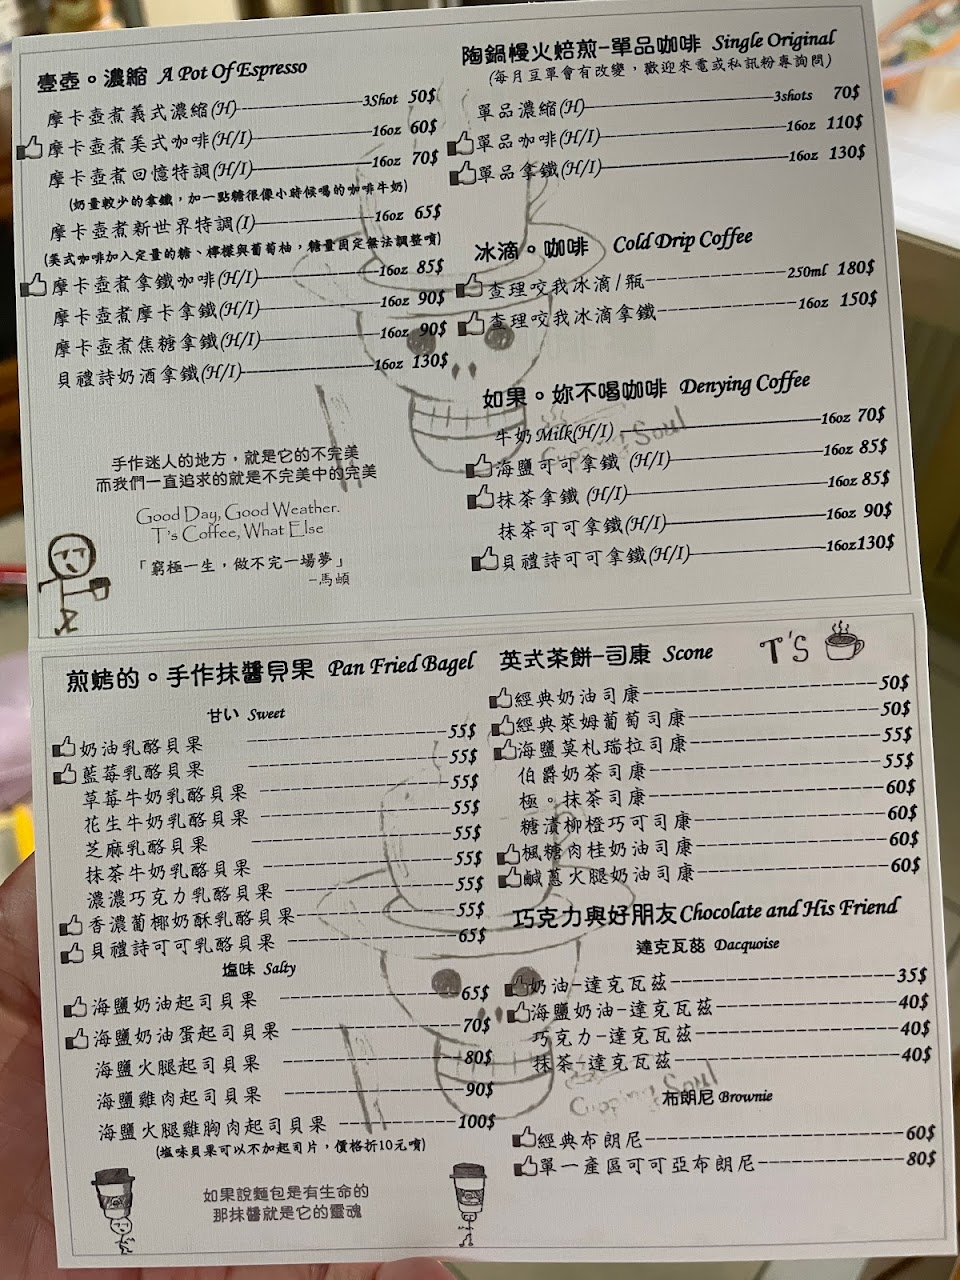 壹壺。濃縮 A Pot Of Espresso
摩卡壺煮義式濃縮(H) 3Shot 50$
摩卡壺煮美式咖啡(H/I) 16oz 60$
摩卡壺煮回憶特調(H/I) 16oz 70$
(奶量較少的拿鐵，加一點糖很像小時候喝的咖啡牛奶)
摩卡壺煮新世界特調(I) 16oz 65$
(美式咖啡加入定量的糖、檸檬與葡萄柚，糖量固定無法調整唷)
摩卡壺煮拿鐵咖啡(H/I) 16oz 85$
摩卡壺煮摩卡拿鐵(H/I) 16oz 90$
摩卡壺煮焦糖拿鐵(H/I) 16oz 90$
貝禮詩奶酒拿鐵(H/I) 16oz 130$
手作迷人的地方，就是它的不完美
而我們一直追求的就是不完美中的完美
Good Day, Good Weather.
T's Coffee, What Else
「窮極一生，做不完一場夢」
-馬頔
陶鍋慢火焙煎-單品咖啡 Single Original
(每月豆單會有改變，歡迎來電或私訊粉專詢問)
單品濃縮(H) 3shots 70$
單品咖啡(H/I) 16oz 110$
單品拿鐵(H/I) 16oz 130$
冰滴。咖啡 Cold Drip Coffee
查理咬我冰滴/瓶 250ml 180$
查理咬我冰滴拿鐵 16oz 150$
如果。妳不喝咖啡 Denying Coffee
牛奶Milk(H/I) 16oz 70$
海鹽可可拿鐵 (H/I) 16oz 85$
抹茶拿鐵 (H/I) 16oz 85$
抹茶可可拿鐵(H/I) 16oz 90$
貝禮詩可可拿鐵(H/I) 16oz130$
Cupping Soul
煎烤的。手作抹醬貝果 Pan Fried Bagel
甘い Sweet
奶油乳酪貝果 55$
藍莓乳酪貝果 55$
草莓牛奶乳酪貝果 55$
花生牛奶乳酪貝果 55$
芝麻乳酪貝果 55$
抹茶牛奶乳酪貝果 55$
濃濃巧克力乳酪貝果 55$
香濃葡椰奶酥乳酪貝果 55$
貝禮詩可可乳酪貝果 65$
塩味 Salty
海鹽奶油起司貝果 65$
海鹽奶油蛋起司貝果 70$
海鹽火腿起司貝果 80$
海鹽雞肉起司貝果 90$
海鹽火腿雞胸肉起司貝果 100$
(塩味貝果可以不加起司片，價格折10元唷)
如果說麵包是有生命的
那抹醬就是它的靈魂
英式茶餅-司康 Scone
T'S
經典奶油司康 50$
經典萊姆葡萄司康 50$
海鹽莫札瑞拉司康 55$
伯爵奶茶司康 55$
極。抹茶司康 60$
糖漬柳橙巧可司康 60$
楓糖肉桂奶油司康 60$
鹹蔥火腿奶油司康 60$
巧克力與好朋友Chocolate and His Friend
達克瓦茲 Dacquoise
奶油-達克瓦茲 35$
海鹽奶油-達克瓦茲 40$
巧克力-達克瓦茲 40$
抹茶-達克瓦茲 40$
Cupping Soul
布朗尼 Brownie
經典布朗尼 60$
單一產區可可亞布朗尼 80$